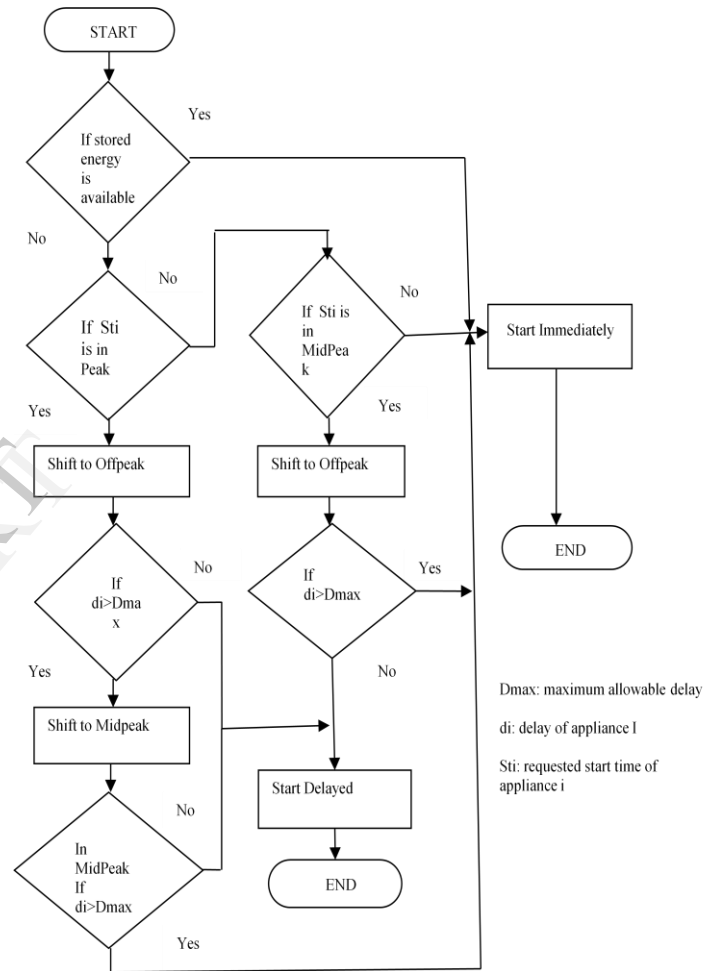 START
Yes
If stored
energy
is
available
No
No
If Sti
is in
Peak
If Sti is
in
MidPea
k
No
Start Immediately
Yes
Yes
Shift to Offpeak
Shift to Offpeak
END
If
di>Dma
x
No
If
di>Dmax
Yes
Yes
No
Shift to Midpeak
Dmax: maximum allowable delay
di: delay of appliance I
Sti: requested start time of
appliance i
Start Delayed
No
In
MidPeak
If
di>Dmax
END
Yes